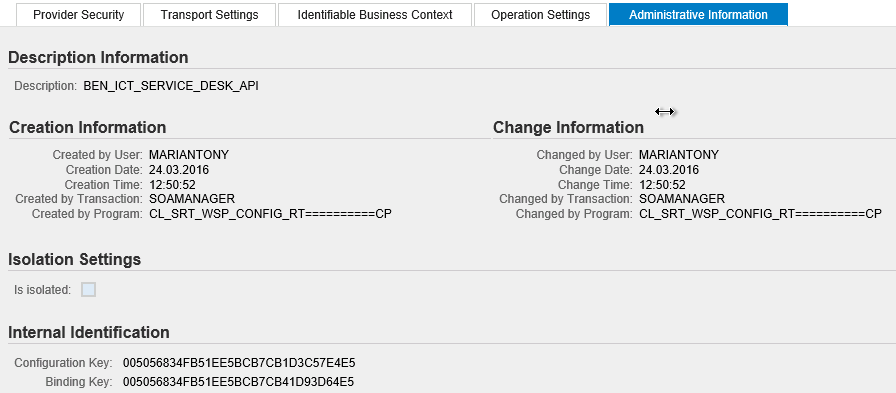 Provider Security Transport Settings Identifiable Business Context Operation Settings Administrative Information
Description Information
Description: BEN_ICT_SERVICE_DESK_API
Creation Information
Created by User: MARIANTONY
Creation Date: 24.03.2016
Creation Time: 12:50:52
Created by Transaction: SOAMANAGER
Created by Program: CL_SRT_WSP_CONFIG_RT==========CP
Change Information
Changed by User: MARIANTONY
Change Date: 24.03.2016
Change Time: 12:50:52
Changed by Transaction: SOAMANAGER
Changed by Program: CL_SRT_WSP_CONFIG_RT==========CP
Isolation Settings
Is isolated:
Internal Identification
Configuration Key: 005056834FB51EE5BCB7CB1D3C57E4E5
Binding Key: 005056834FB51EE5BCB7CB41D93D64E5